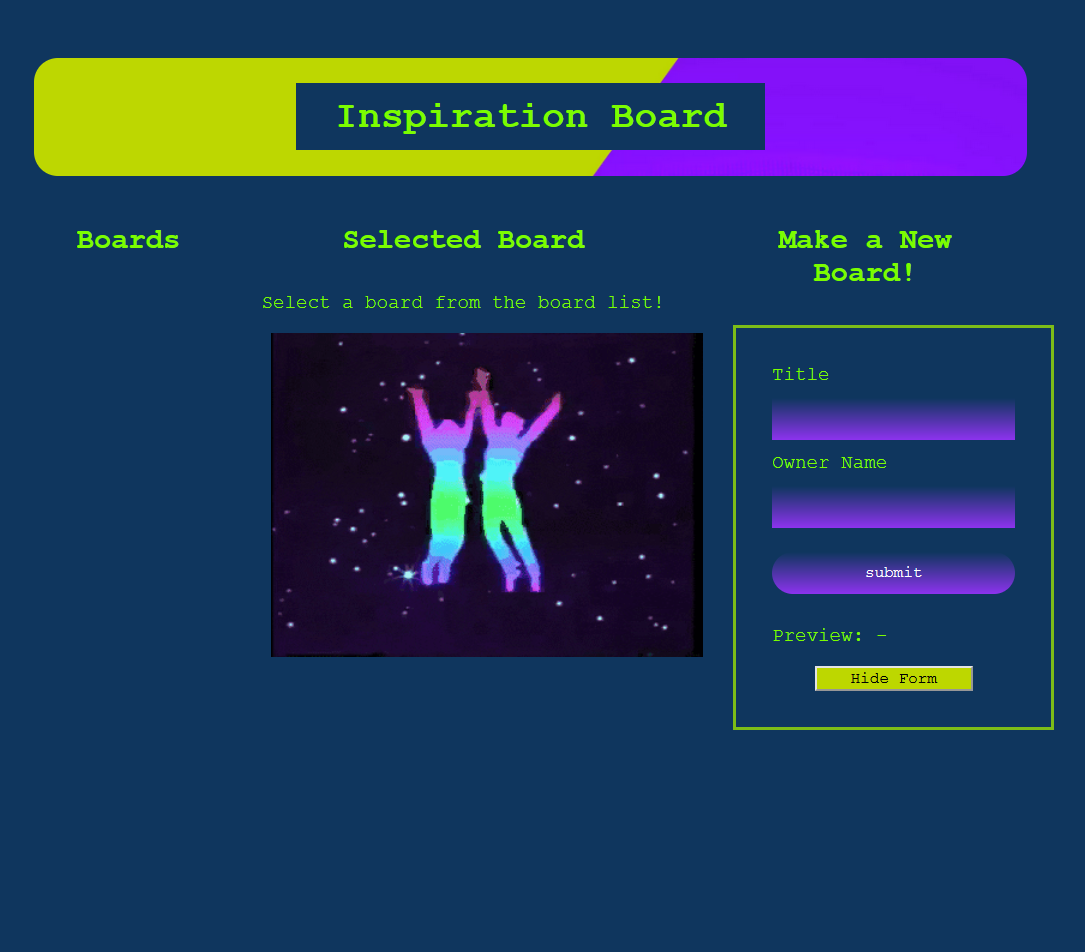 Inspiration Board
Boards
Selected Board
Select a board from the board list!
Make a New
Board!
Title
Owner Name
submit
Preview: -
Hide Form